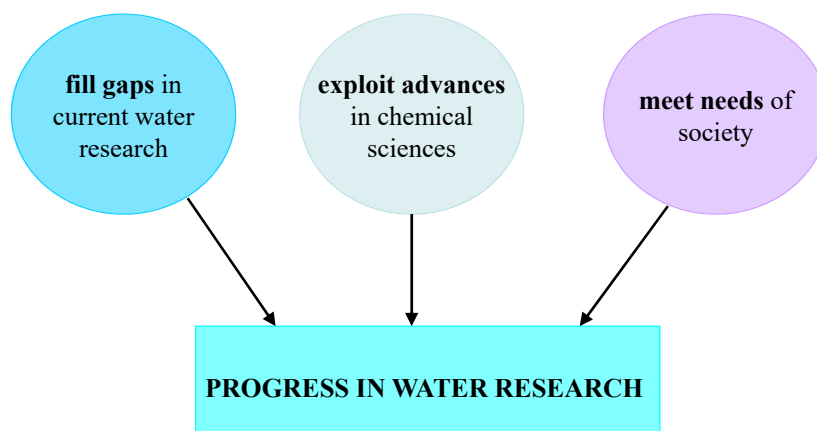 fill gaps in
current water
research
exploit advances
in chemical
sciences
meet needs of
society
PROGRESS IN WATER RESEARCH